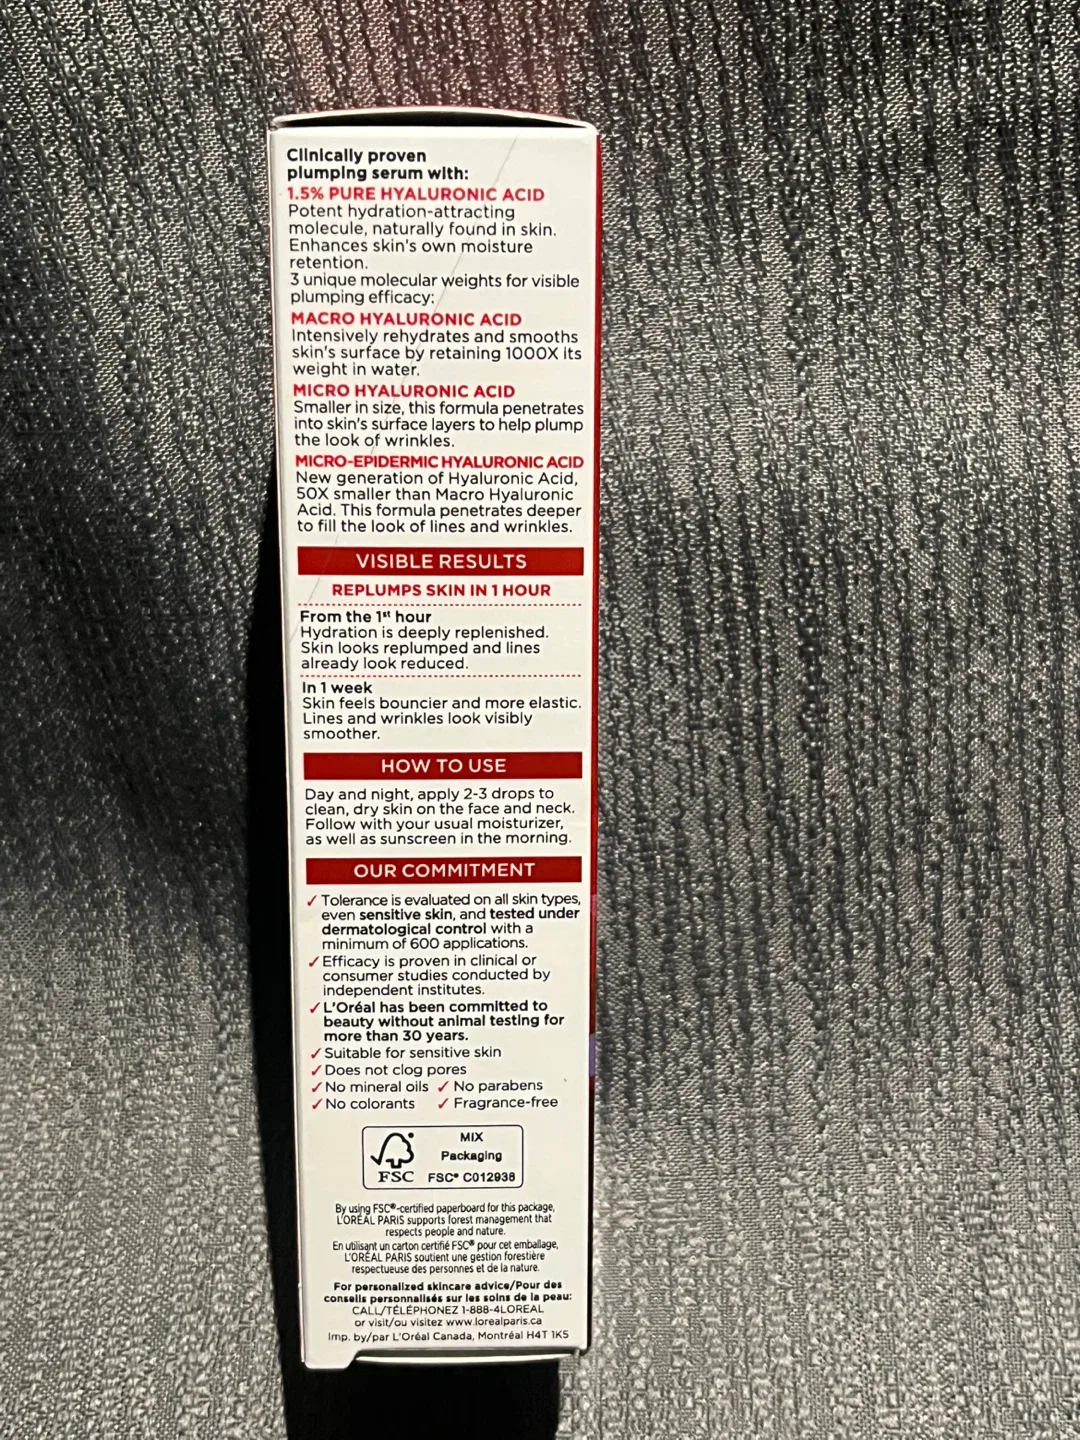 Clinically proven
plumping serum with:
1.5% PURE HYALURONIC ACID
Potent hydration-attracting
molecule, naturally found in skin.
Enhances skin's own moisture
retention.
3 unique molecular weights for visible
plumping efficacy:
MACRO HYALURONIC ACID
Intensively rehydrates and smooths
skin's surface by retaining 1000X its
weight in water.
MICRO HYALURONIC ACID
Smaller in size, this formula penetrates
into skin's surface layers to help plump
the look of wrinkles.
MICRO-EPIDERMIC HYALURONIC ACID
New generation of Hyaluronic Acid,
50X smaller than Macro Hyaluronic
Acid. This formula penetrates deeper
to fill the look of lines and wrinkles.
VISIBLE RESULTS
REPLUMPS SKIN IN 1 HOUR
From the 1st hour
Hydration is deeply replenished.
Skin looks replumped and lines
already look reduced.
In 1 week
Skin feels bouncier and more elastic.
Lines and wrinkles look visibly
smoother.
HOW TO USE
Day and night, apply 2-3 drops to
clean, dry skin on the face and neck.
Follow with your usual moisturizer,
as well as sunscreen in the morning.
OUR COMMITMENT
✓ Tolerance is evaluated on all skin types,
even sensitive skin, and tested under
dermatological control with a
minimum of 600 applications.
✓ Efficacy is proven in clinical or
consumer studies conducted by
independent institutes.
✓ L'Oréal has been committed to
beauty without animal testing for
more than 30 years.
✓ Suitable for sensitive skin
✓ Does not clog pores
✓ No mineral oils ✓ No parabens
✓ No colorants ✓ Fragrance-free
MIX
Packaging
FSC FSC® C012938
By using FSC®-certified paperboard for this package,
L'ORÉAL PARIS supports forest management that
respects people and nature.
En utilisant un carton certifié FSC® pour cet emballage,
L'ORÉAL PARIS soutient une gestion forestière
respectueuse des personnes et de la nature.
For personalized skincare advice/Pour des
conseils personnalisés sur les soins de la peau:
CALL/TÉLÉPHONEZ 1-888-4LOREAL
or visit/ou visitez www.lorealparis.ca
Imp. by/par L'Oréal Canada, Montréal H4T 1K5